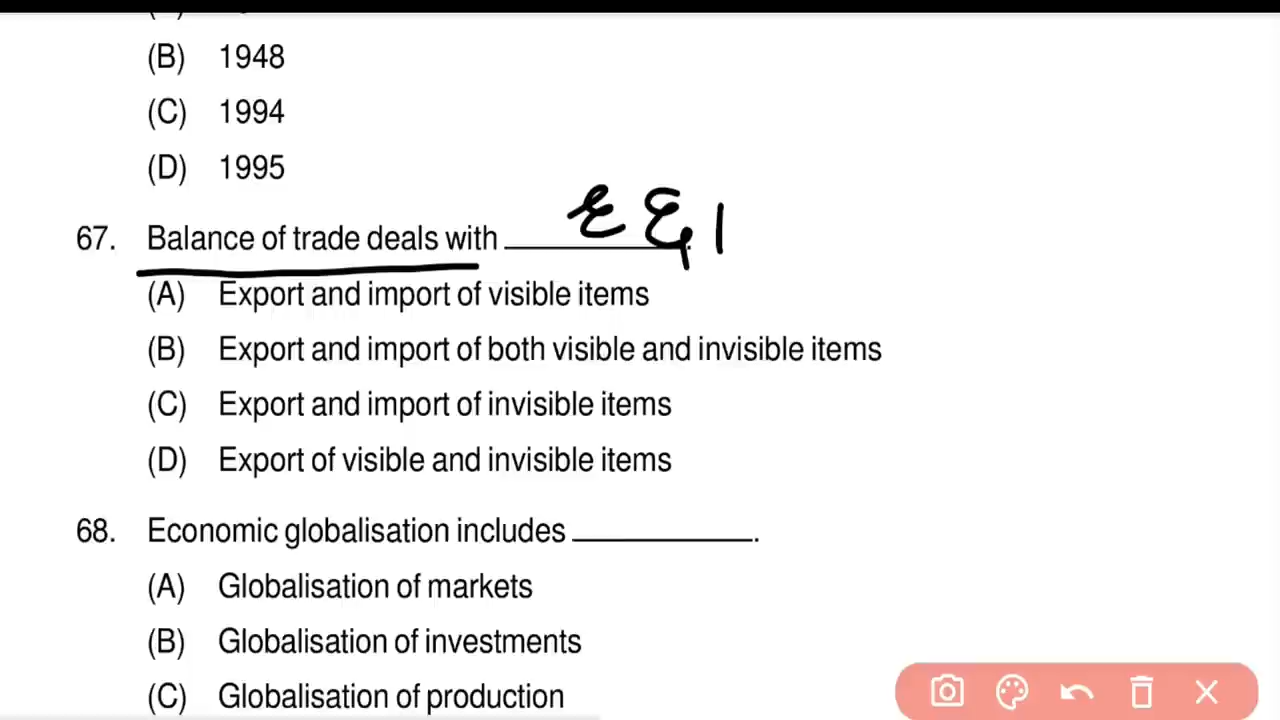 (B) 1948
(C) 1994
(D) 1995
67. Balance of trade deals with ____________.
(A) Export and import of visible items
(B) Export and import of both visible and invisible items
(C) Export and import of invisible items
(D) Export of visible and invisible items
68. Economic globalisation includes ____________.
(A) Globalisation of markets
(B) Globalisation of investments
(C) Globalisation of production